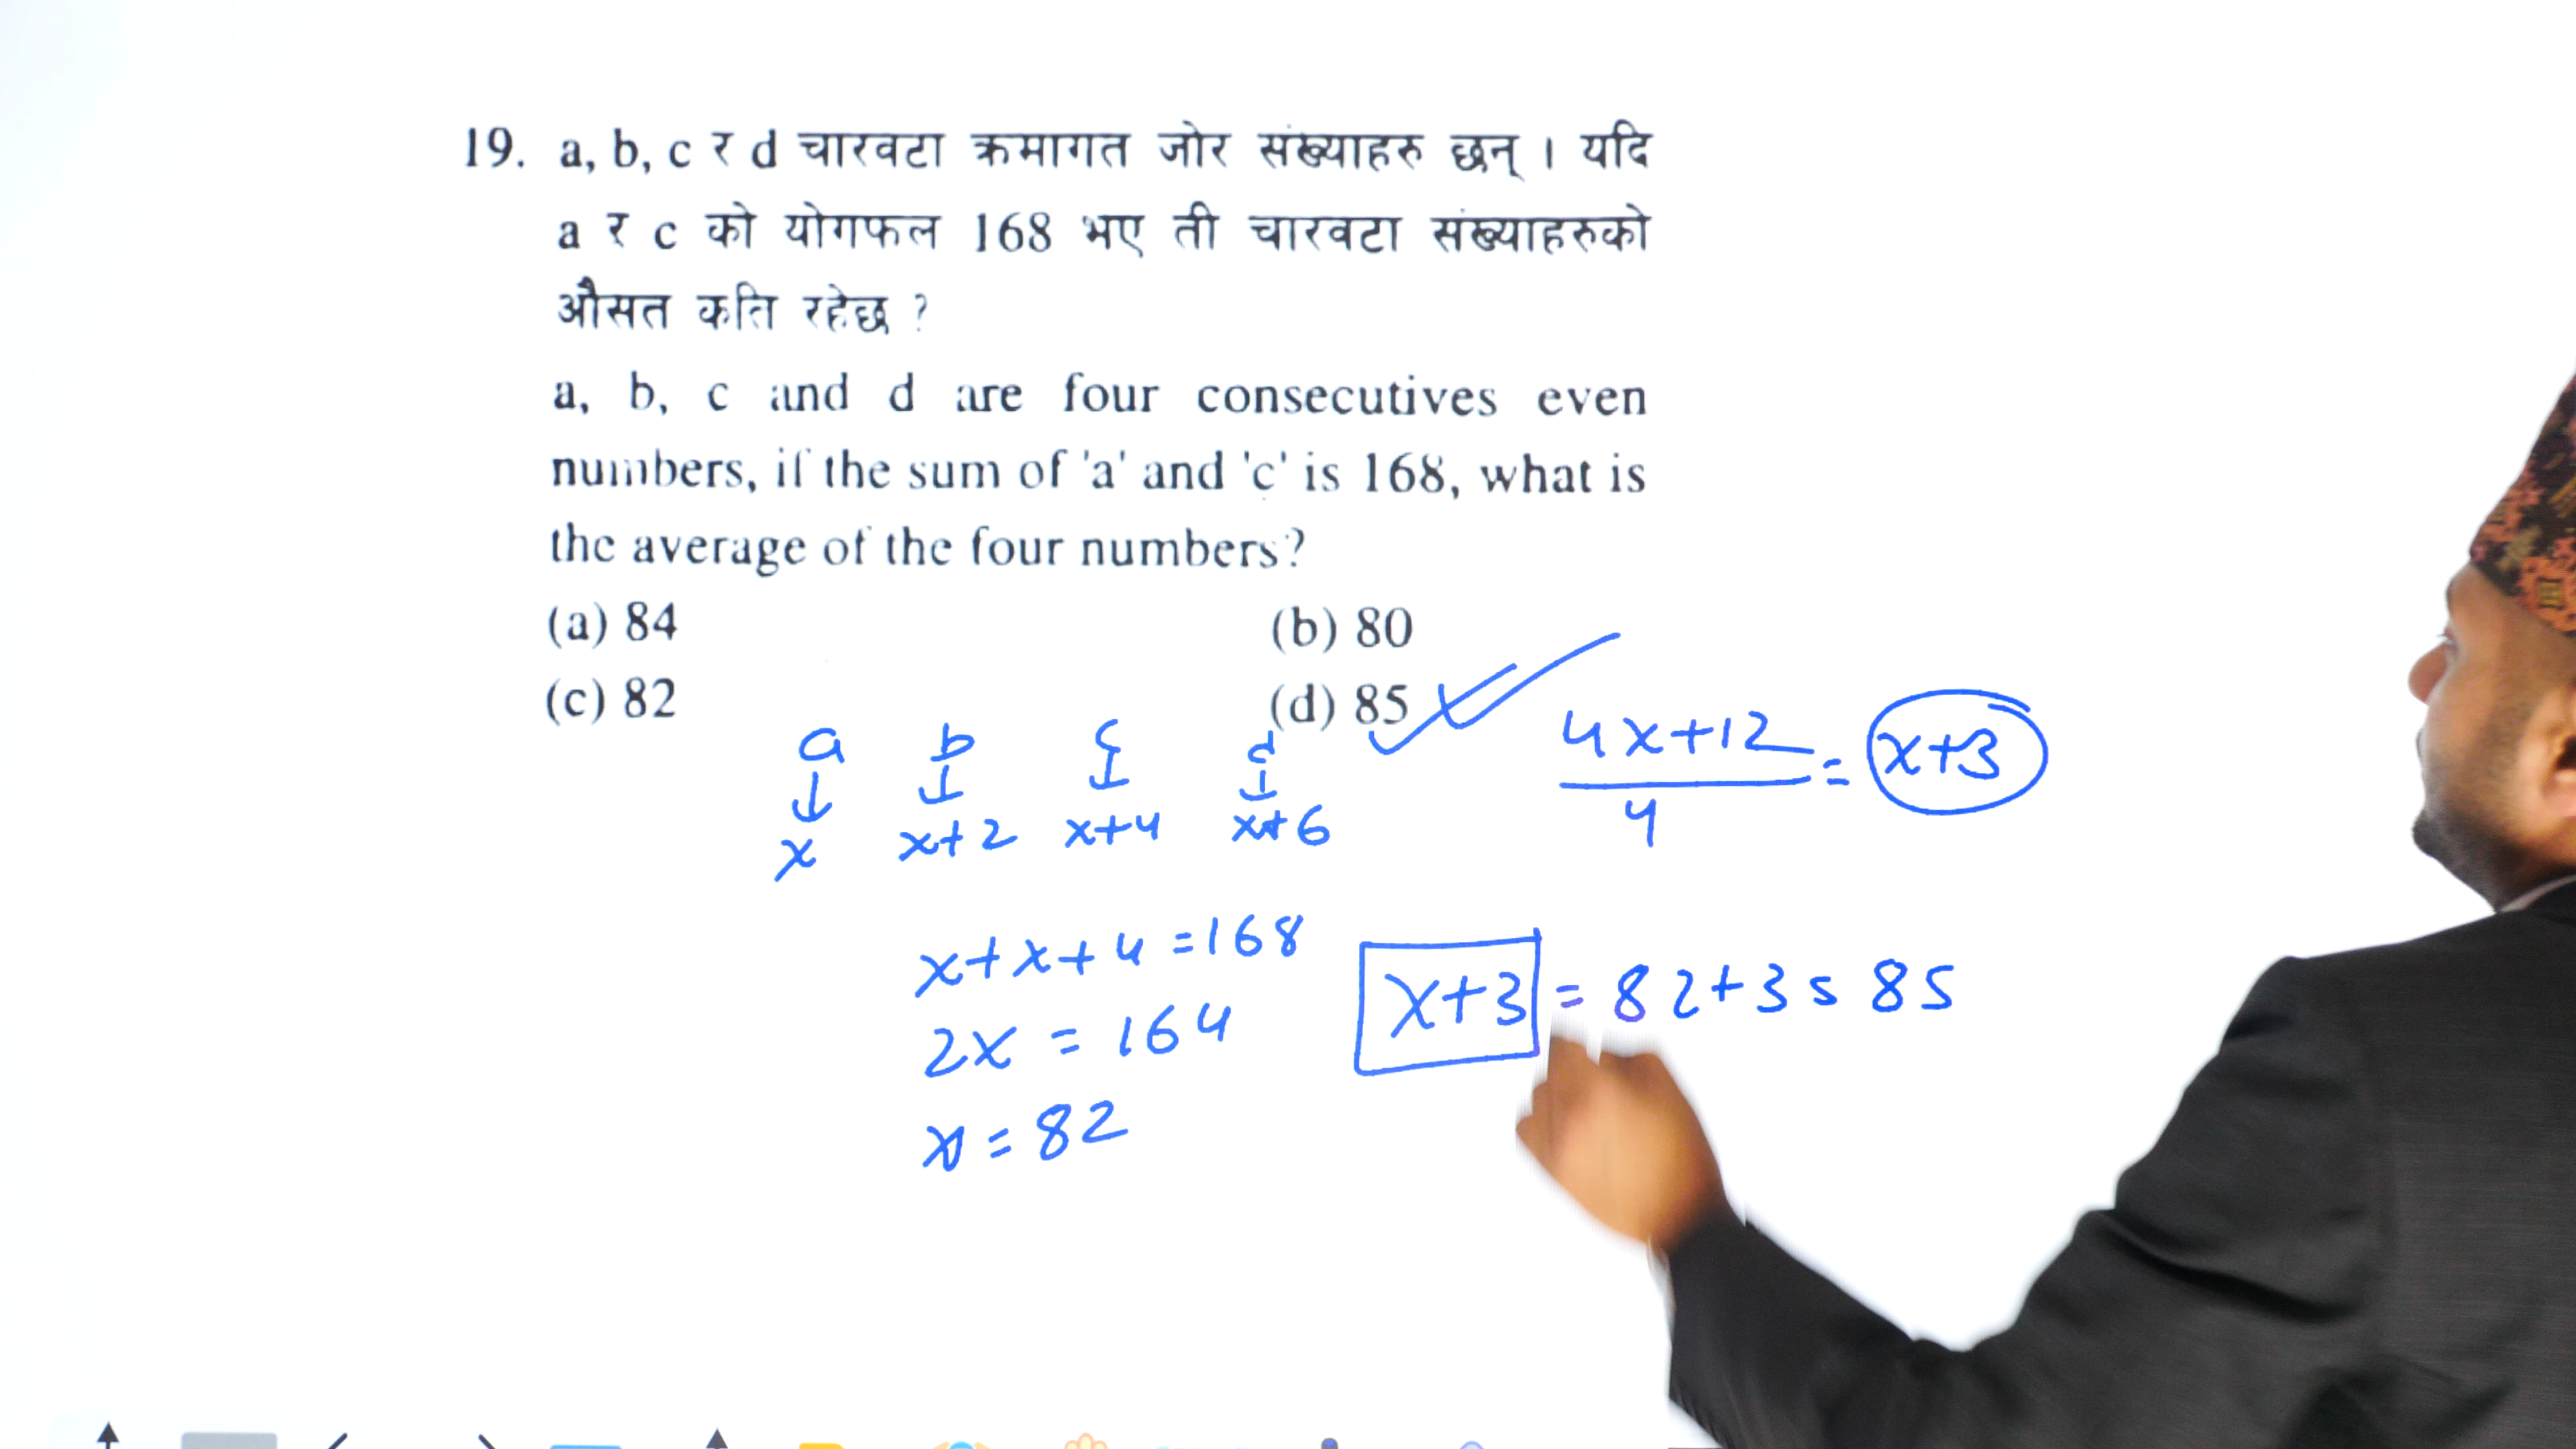 19. a, b, c र d चारवटा क्रमागत जोर संख्याहरु छन् । यदि
a र c को योगफल 168 भए ती चारवटा संख्याहरुको
औसत कति रहेछ ?
a, b, c and d are four consecutives even
numbers, if the sum of 'a' and 'c' is 168, what is
the average of the four numbers?
(a) 84 (b) 80
(c) 82 (d) 85 ✓
a b c d
↓ ↓ ↓ ↓
x x+2 x+4 x+6
4x+12
4
= x+3
x+x+4 =168
2x = 164
x = 82
x+3 = 82+3 = 85